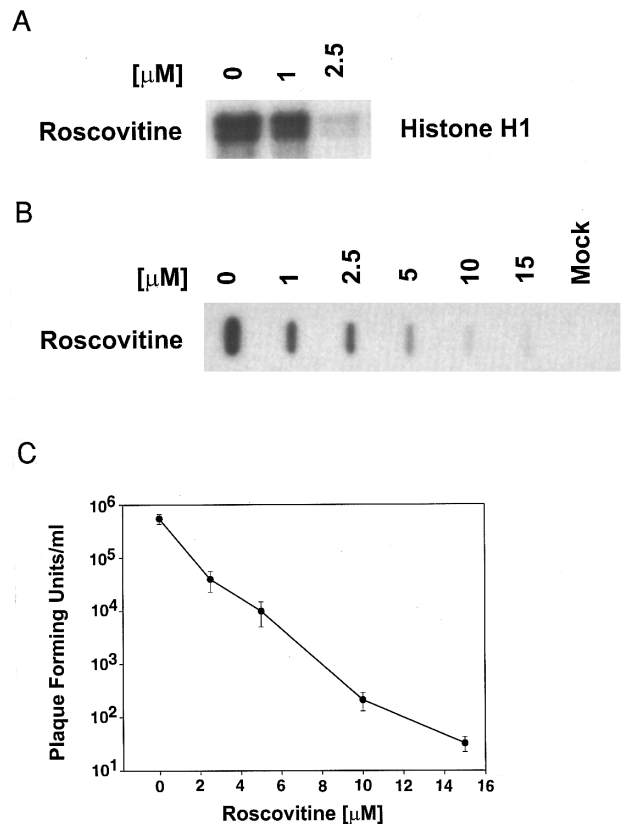 A
[µM] 0 1 2.5
Roscovitine Histone H1
B
[µM] 0 1 2.5 5 10 15 Mock
Roscovitine
C
Plaque Forming Units/ml
10^6
10^5
10^4
10^3
10^2
10^1
0 2 4 6 8 10 12 14 16
Roscovitine [µM]